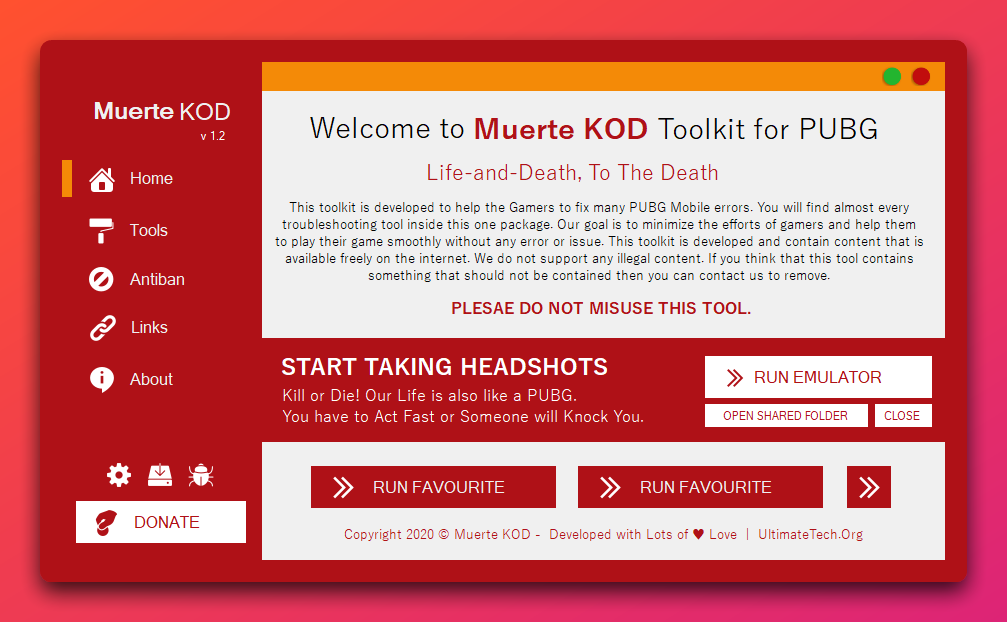 Muerte KOD
v 1.2
Home
Tools
Antiban
Links
About
DONATE
Welcome to Muerte KOD Toolkit for PUBG
Life-and-Death, To The Death
This toolkit is developed to help the Gamers to fix many PUBG Mobile errors. You will find almost every
troubleshooting tool inside this one package. Our goal is to minimize the efforts of gamers and help them
to play their game smoothly without any error or issue. This toolkit is developed and contain content that is
available freely on the internet. We do not support any illegal content. If you think that this tool contains
something that should not be contained then you can contact us to remove.
PLESAE DO NOT MISUSE THIS TOOL.
START TAKING HEADSHOTS
Kill or Die! Our Life is also like a PUBG.
You have to Act Fast or Someone will Knock You.
RUN EMULATOR
OPEN SHARED FOLDER
CLOSE
RUN FAVOURITE
RUN FAVOURITE
Copyright 2020 © Muerte KOD - Developed with Lots of ♥ Love | UltimateTech.Org